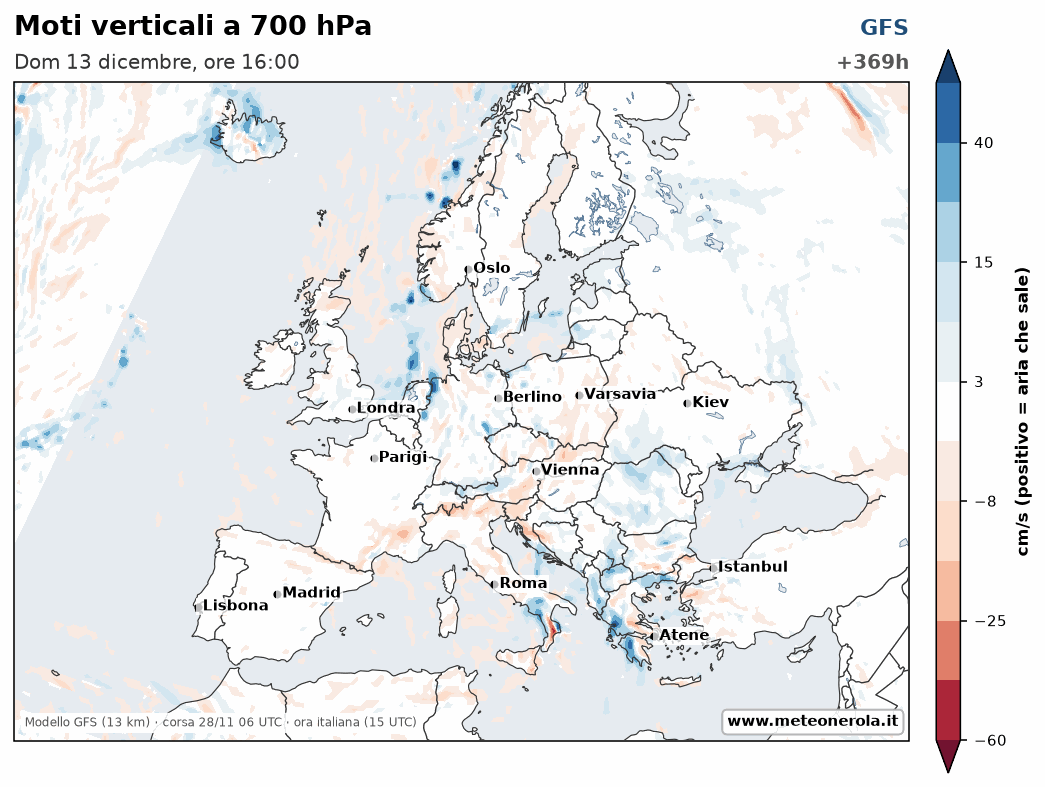 Moti verticali a 700 hPa
GFS
Dom 13 dicembre, ore 16:00
+369h
40
15
3
−8
−25
−60
cm/s (positivo = aria che sale)
Oslo
Berlino
Varsavia
Kiev
Londra
Parigi
Vienna
Istanbul
Roma
Madrid
Lisbona
Atene
Modello GFS (13 km) · corsa 28/11 06 UTC · ora italiana (15 UTC)
www.meteonerola.it